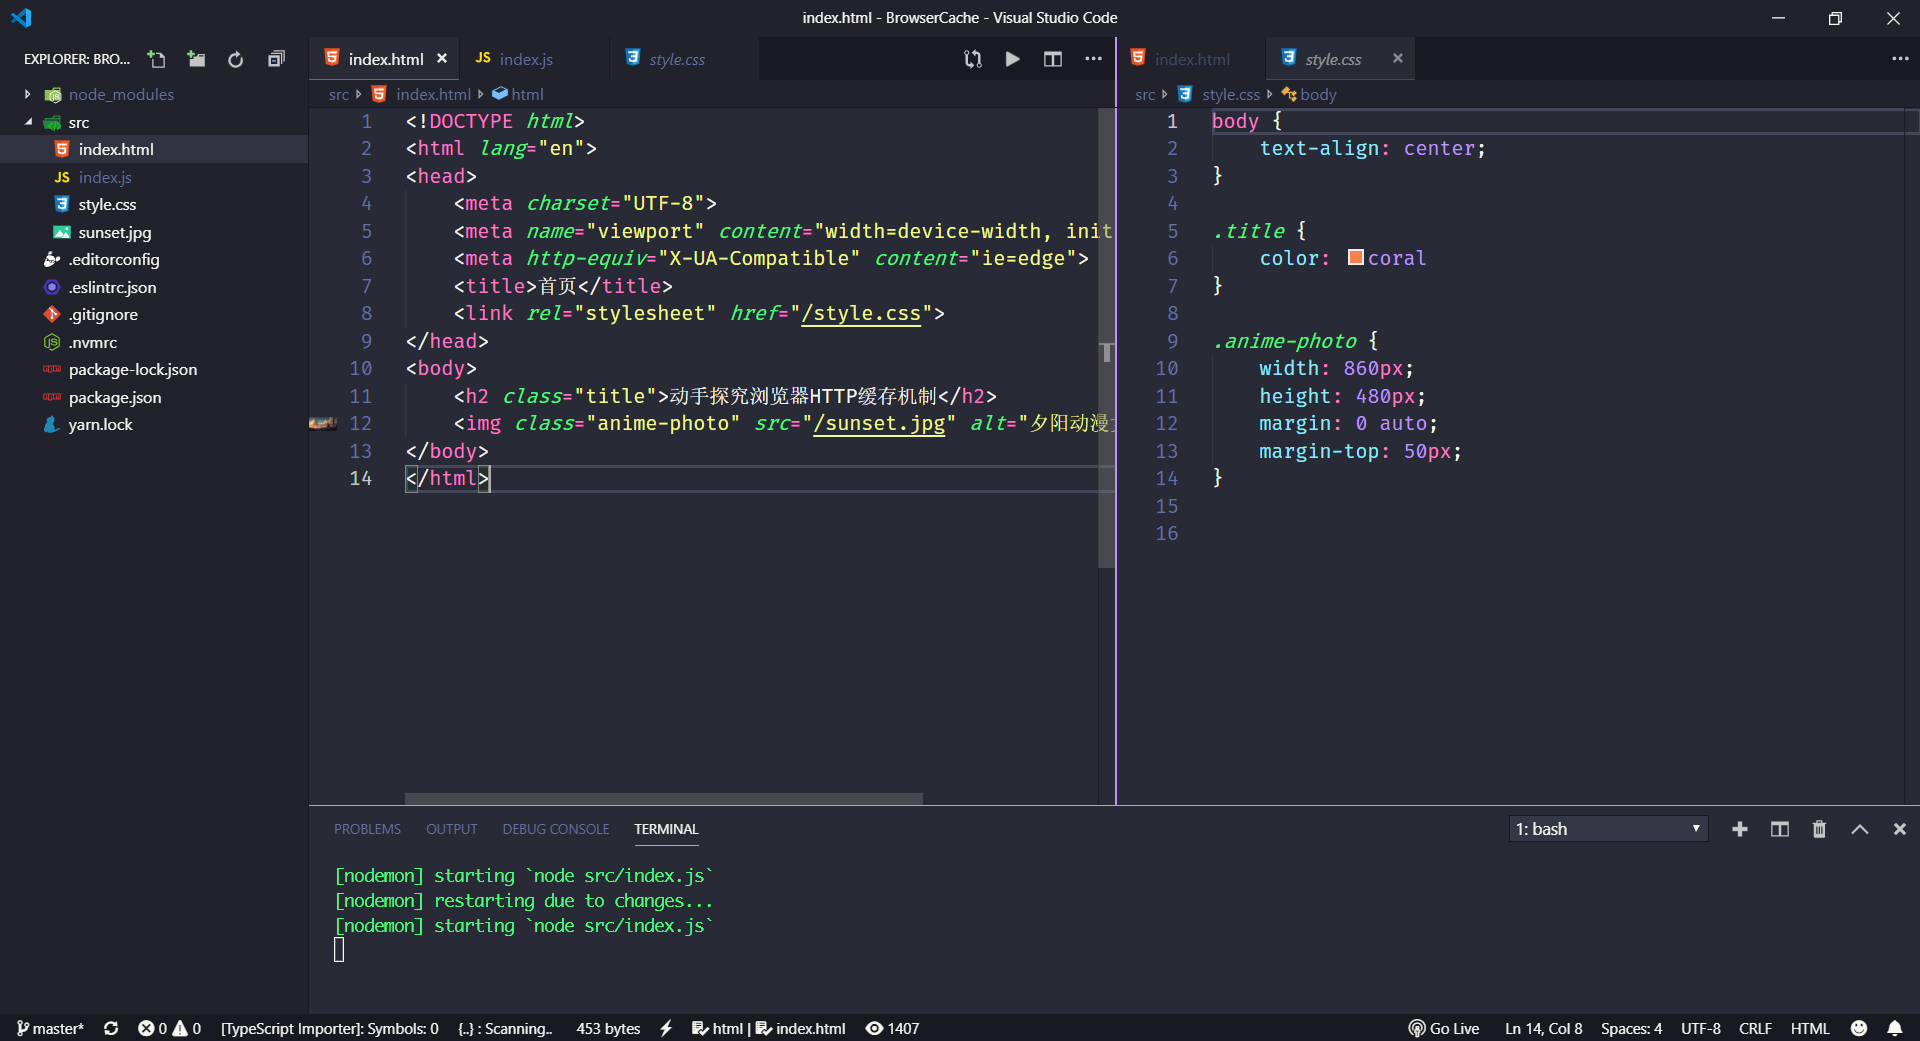 index.html - BrowserCache - Visual Studio Code
EXPLORER: BRO...
node_modules
src
index.html
JS index.js
style.css
sunset.jpg
.editorconfig
.eslintrc.json
.gitignore
.nvmrc
package-lock.json
package.json
yarn.lock
index.html
JS index.js
style.css
src index.html html
1 <!DOCTYPE html>
2 <html lang="en">
3 <head>
4 <meta charset="UTF-8">
5 <meta name="viewport" content="width=device-width, init
6 <meta http-equiv="X-UA-Compatible" content="ie=edge">
7 <title>首页</title>
8 <link rel="stylesheet" href="/style.css">
9 </head>
10 <body>
11 <h2 class="title">动手探究浏览器HTTP缓存机制</h2>
12 <img class="anime-photo" src="/sunset.jpg" alt="夕阳动漫
13 </body>
14 </html>
index.html
style.css
src style.css body
1 body {
2 text-align: center;
3 }
4
5 .title {
6 color: coral
7 }
8
9 .anime-photo {
10 width: 860px;
11 height: 480px;
12 margin: 0 auto;
13 margin-top: 50px;
14 }
15
16
PROBLEMS OUTPUT DEBUG CONSOLE TERMINAL
1: bash
[nodemon] starting `node src/index.js`
[nodemon] restarting due to changes...
[nodemon] starting `node src/index.js`
master* 0 0 [TypeScript Importer]: Symbols: 0 {..} : Scanning.. 453 bytes html | index.html 1407 Go Live Ln 14, Col 8 Spaces: 4 UTF-8 CRLF HTML